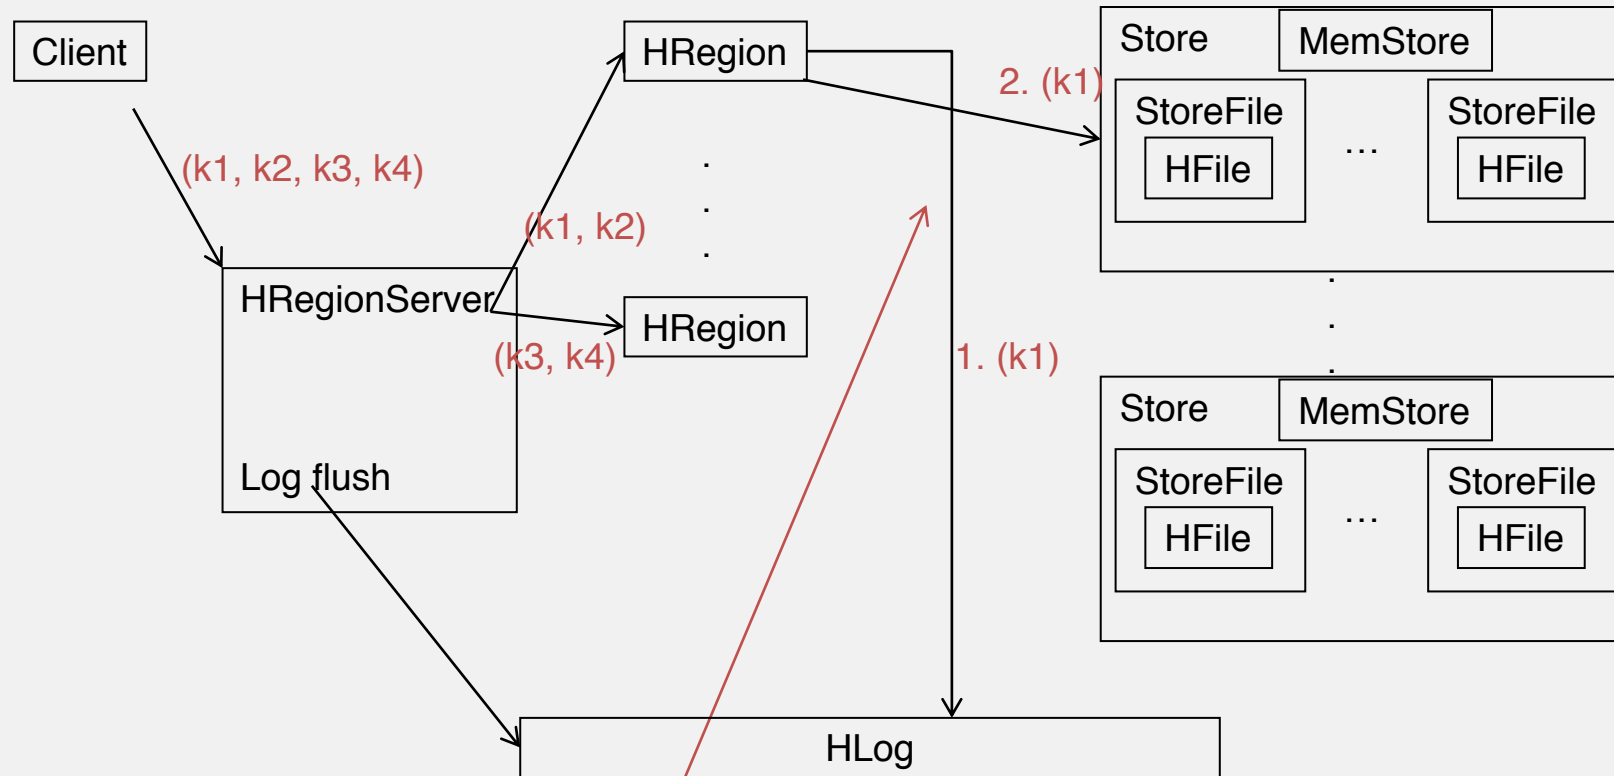 Client
HRegion
Store
MemStore
2. (k1)
StoreFile
...
StoreFile
HFile
HFile
(k1, k2, k3, k4)
.
.
.
(k1, k2)
HRegionServer
HRegion
(k3, k4)
1. (k1)
.
.
.
Store
MemStore
Log flush
StoreFile
...
StoreFile
HFile
HFile
HLog